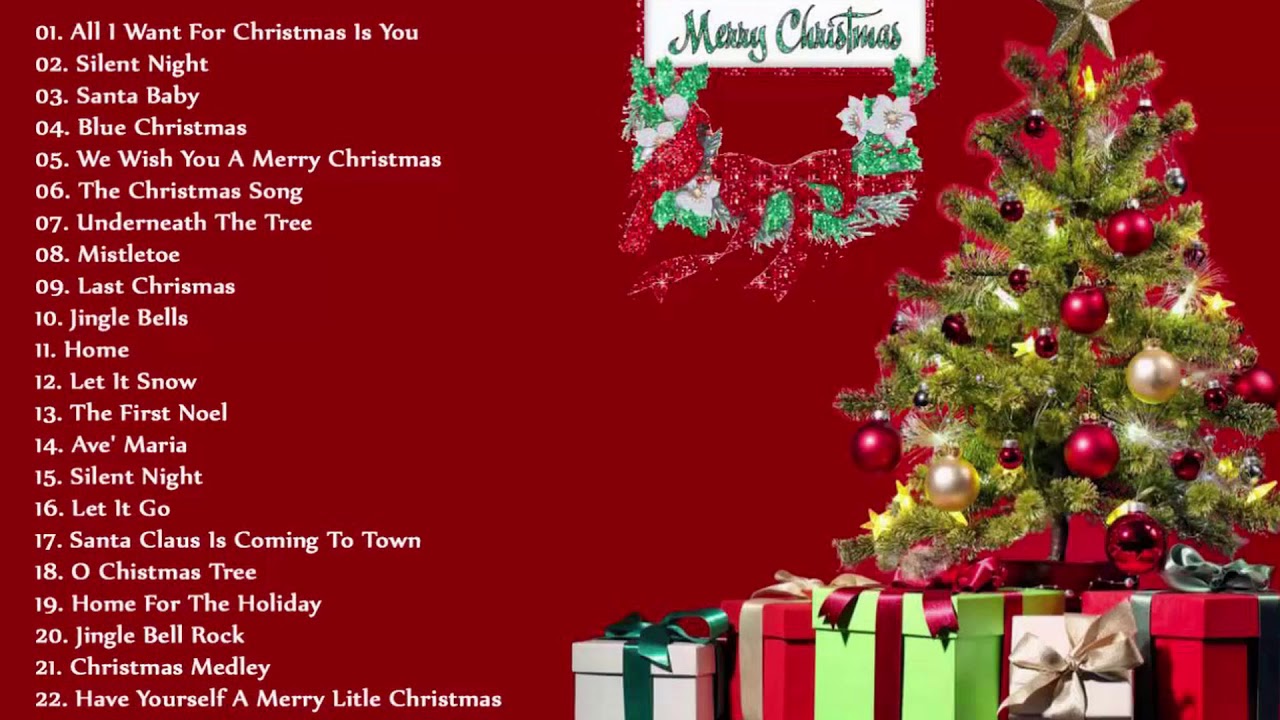 01. All I Want For Christmas Is You
02. Silent Night
03. Santa Baby
04. Blue Christmas
05. We Wish You A Merry Christmas
06. The Christmas Song
07. Underneath The Tree
08. Mistletoe
09. Last Chrismas
10. Jingle Bells
11. Home
12. Let It Snow
13. The First Noel
14. Ave' Maria
15. Silent Night
16. Let It Go
17. Santa Claus Is Coming To Town
18. O Chistmas Tree
19. Home For The Holiday
20. Jingle Bell Rock
21. Christmas Medley
22. Have Yourself A Merry Litle Christmas
Merry Christmas